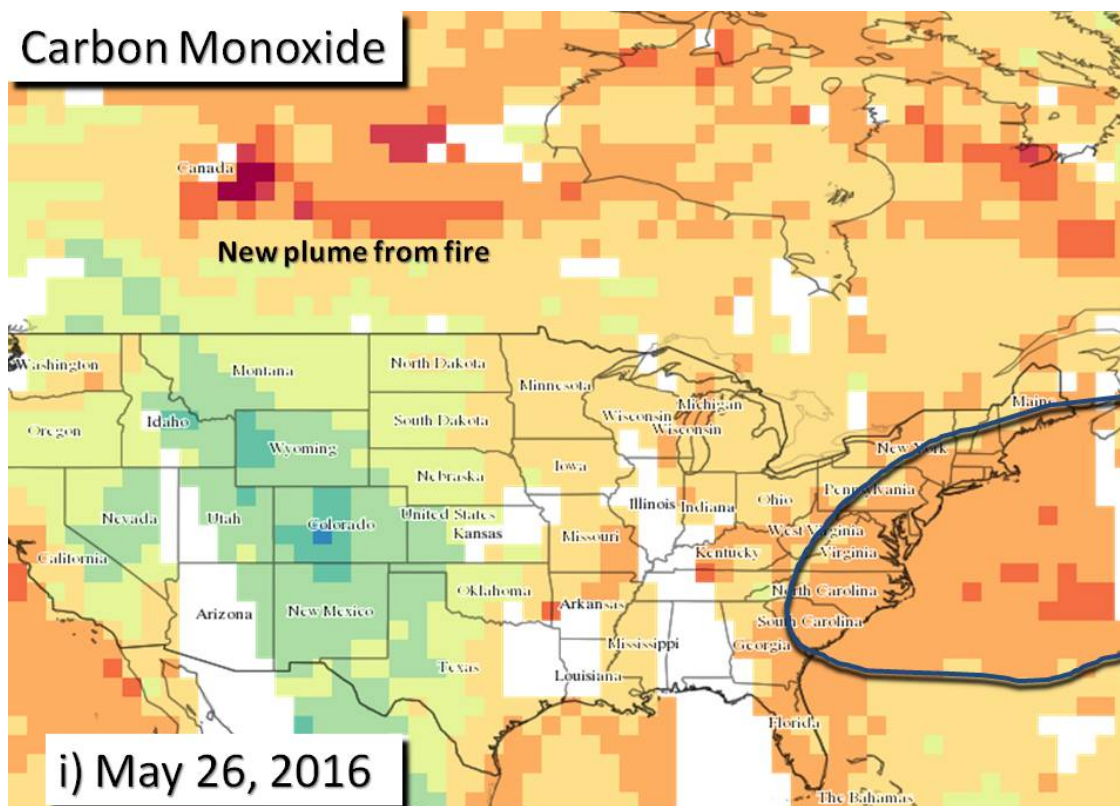 Carbon Monoxide
Canada
New plume from fire
Washington
Montana
North Dakota
Minnesota
Oregon
Idaho
Wyoming
South Dakota
Wisconsin
Michigan
Wisconsin
Maine
New York
Nebraska
Iowa
Nevada
Utah
Colorado
United States
Kansas
Illinois
Indiana
Ohio
Pennsylvania
West Virginia
Virginia
California
Missouri
Kentucky
Arizona
New Mexico
Oklahoma
Arkansas
North Carolina
South Carolina
Texas
Louisiana
Mississippi
Georgia
Florida
The Bahamas
i) May 26, 2016